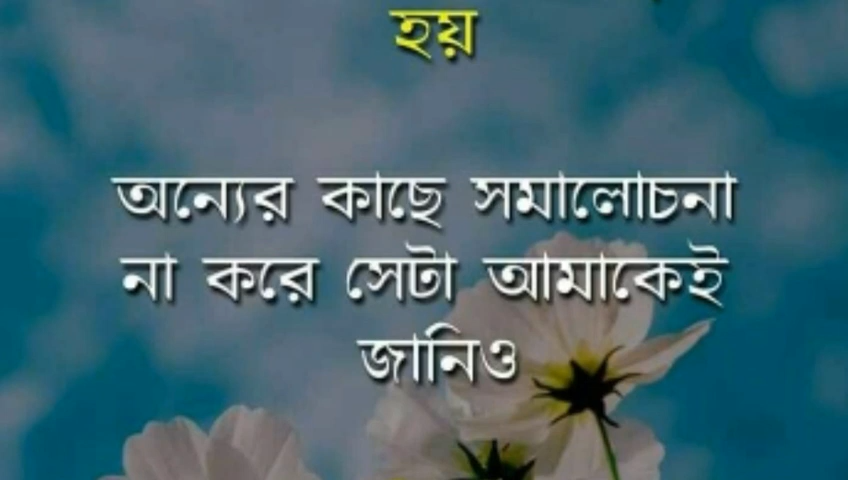 হয়
অন্যের কাছে সমালোচনা
না করে সেটা আমাকেই
জানিও